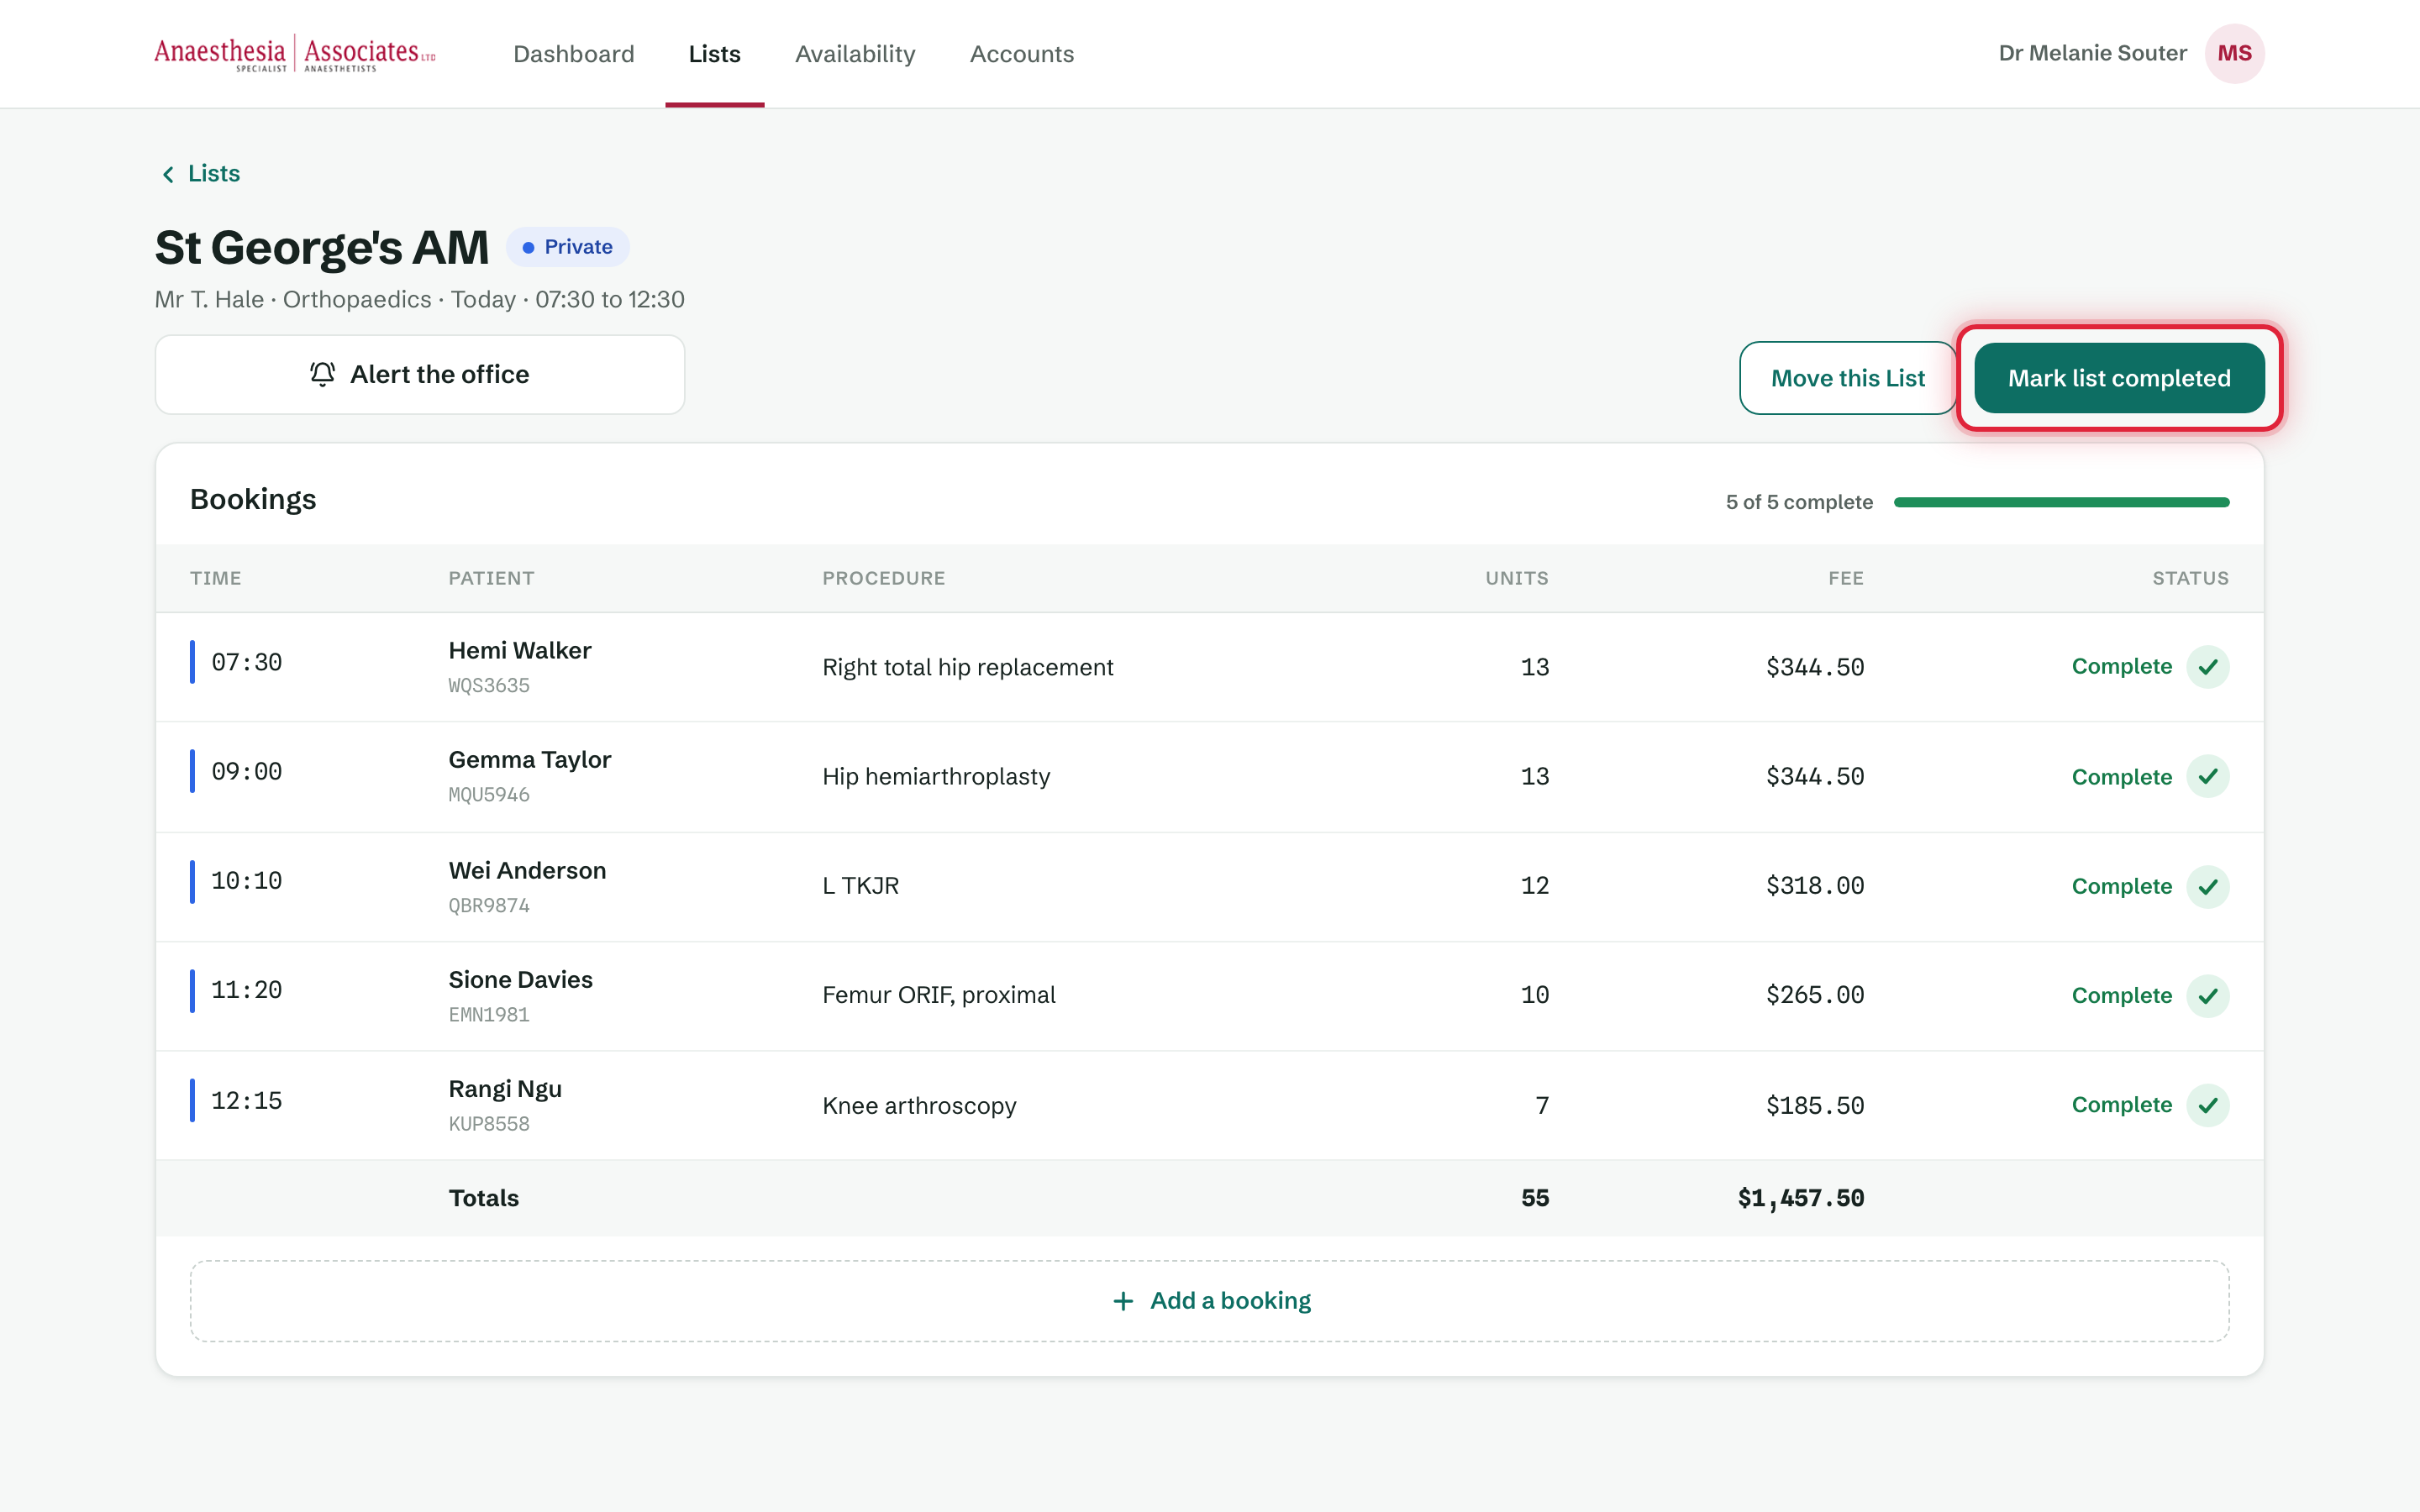 Anaesthesia Associates LTD
SPECIALIST ANAESTHETISTS
Dashboard Lists Availability Accounts
Dr Melanie Souter MS
Lists
St George's AM Private
Mr T. Hale · Orthopaedics · Today · 07:30 to 12:30
Alert the office
Move this List
Mark list completed
Bookings
5 of 5 complete
TIME PATIENT PROCEDURE UNITS FEE STATUS
07:30 Hemi Walker Right total hip replacement 13 $344.50 Complete
WQS3635
09:00 Gemma Taylor Hip hemiarthroplasty 13 $344.50 Complete
MQU5946
10:10 Wei Anderson L TKJR 12 $318.00 Complete
QBR9874
11:20 Sione Davies Femur ORIF, proximal 10 $265.00 Complete
EMN1981
12:15 Rangi Ngu Knee arthroscopy 7 $185.50 Complete
KUP8558
Totals 55 $1,457.50
+ Add a booking